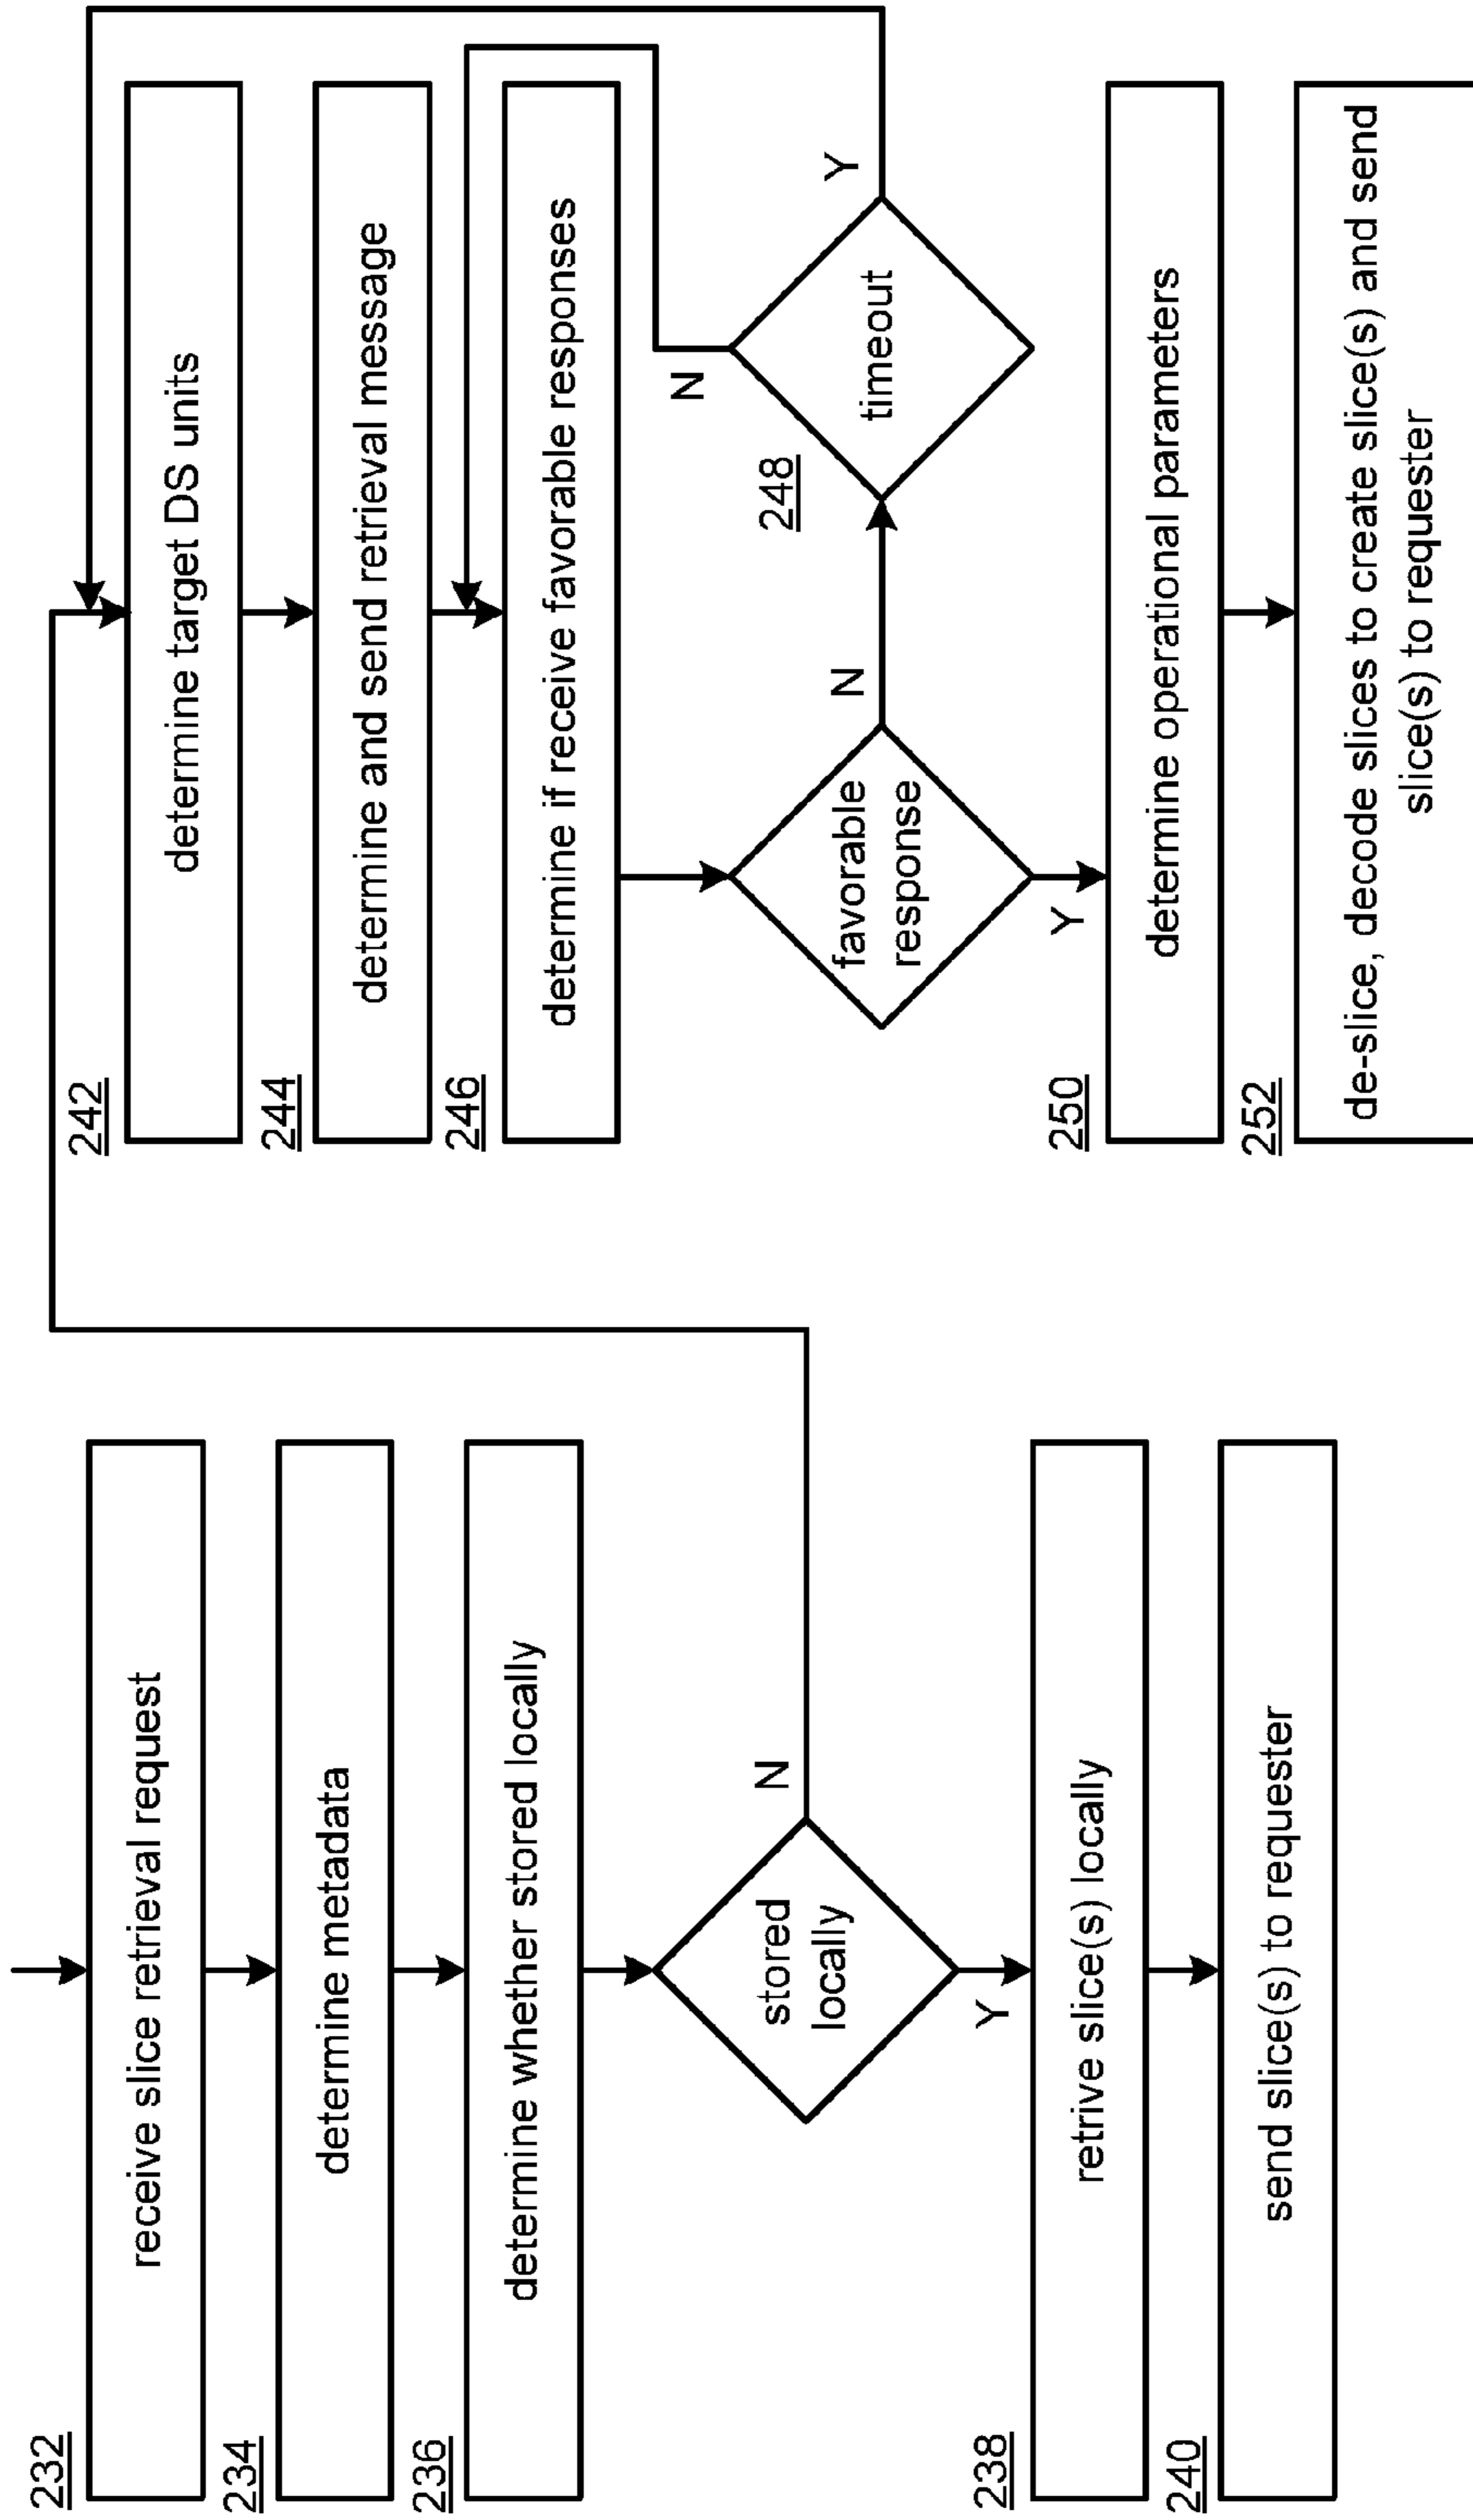 232
receive slice retrieval request
234
determine metadata
236
determine whether stored locally
stored
locally
N
Y
238
retrive slice(s) locally
240
send slice(s) to requester
242
determine target DS units
244
determine and send retrieval message
246
determine if receive favorable responses
favorable
response
N
248
timeout
N
Y
Y
250
determine operational parameters
252
de-slice, decode slices to create slice(s) and send
slice(s) to requester